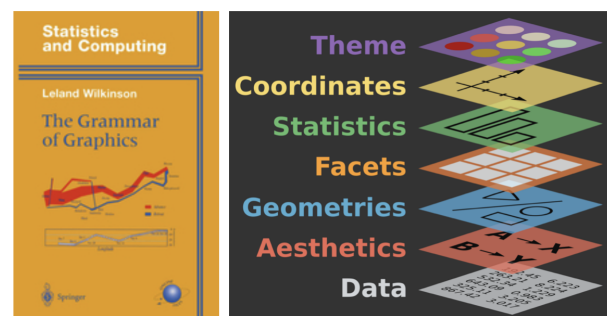 Statistics
and Computing
Leland Wilkinson
The Grammar
of Graphics
Springer
Theme
Coordinates
Statistics
Facets
Geometries
Aesthetics
A → X
B → Y
Data